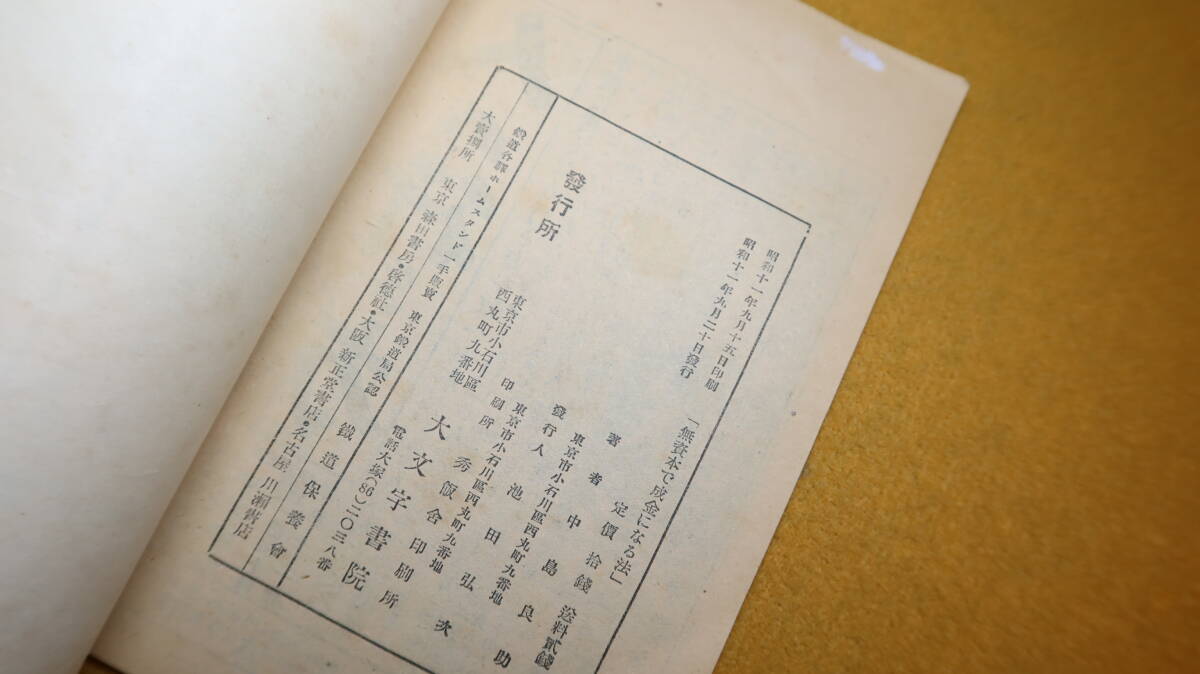 昭和十一年九月十五日印刷
昭和十一年九月二十日發行
「無資本で成金になる法」
定價拾錢 送料貳錢
著者 中島良助
東京市小石川區西丸町九番地
發行人 池田弘次
東京市小石川區西丸町九番地
印刷所 秀飯舍印刷所
東京市小石川區
西丸町九番地
發行所 大文字書院
電話大塚(86)二〇三八番
鐵道各驛ホームスタンド一手販賣 東京鐵道局公認 鐵道保養會
大賣捌所 東京 森田書房・啓德社・大阪 新正堂書店・名古屋 川瀨書店